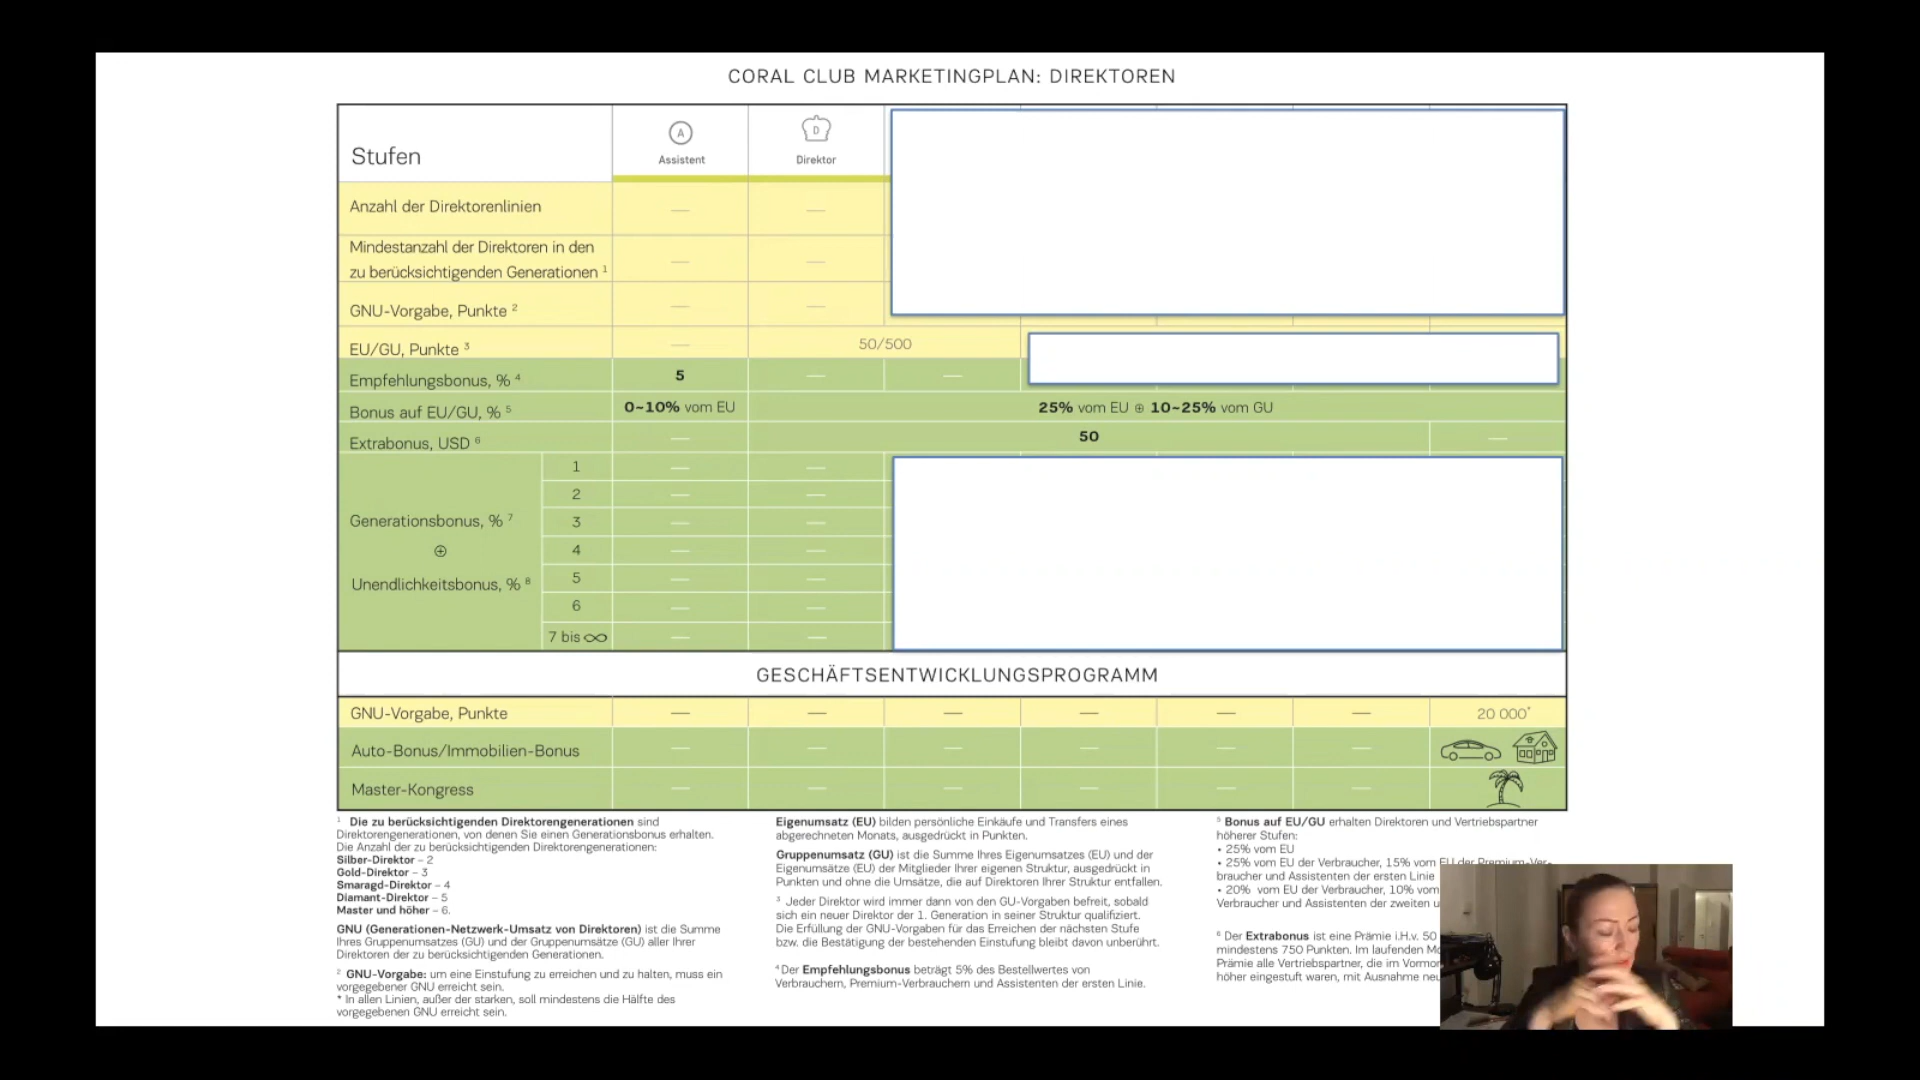 CORAL CLUB MARKETINGPLAN: DIREKTOREN
Stufen
A
Assistent
D
Direktor
Anzahl der Direktorenlinien — —
Mindestanzahl der Direktoren in den
zu berücksichtigenden Generationen ¹ — —
GNU-Vorgabe, Punkte ² — —
EU/GU, Punkte ³ — 50/500
Empfehlungsbonus, % ⁴ 5 — —
Bonus auf EU/GU, % ⁵ 0~10% vom EU 25% vom EU ⊕ 10~25% vom GU
Extrabonus, USD ⁶ — 50 —
Generationsbonus, % ⁷
⊕
Unendlichkeitsbonus, % ⁸
1 — —
2 — —
3 — —
4 — —
5 — —
6 — —
7 bis ∞ — —
GESCHÄFTSENTWICKLUNGSPROGRAMM
GNU-Vorgabe, Punkte — — — — — — 20 000*
Auto-Bonus/Immobilien-Bonus — — — — — —
Master-Kongress — — — — — —
¹ Die zu berücksichtigenden Direktorengenerationen sind
Direktorengenerationen, von denen Sie einen Generationsbonus erhalten.
Die Anzahl der zu berücksichtigenden Direktorengenerationen:
Silber-Direktor – 2
Gold-Direktor – 3
Smaragd-Direktor – 4
Diamant-Direktor – 5
Master und höher – 6.
GNU (Generationen-Netzwerk-Umsatz von Direktoren) ist die Summe
Ihres Gruppenumsatzes (GU) und der Gruppenumsätze (GU) aller Ihrer
Direktoren der zu berücksichtigenden Generationen.
² GNU-Vorgabe: um eine Einstufung zu erreichen und zu halten, muss ein
vorgegebener GNU erreicht sein.
* In allen Linien, außer der starken, soll mindestens die Hälfte des
vorgegebenen GNU erreicht sein.
Eigenumsatz (EU) bilden persönliche Einkäufe und Transfers eines
abgerechneten Monats, ausgedrückt in Punkten.
Gruppenumsatz (GU) ist die Summe Ihres Eigenumsatzes (EU) und der
Eigenumsätze (EU) der Mitglieder Ihrer eigenen Struktur, ausgedrückt in
Punkten und ohne die Umsätze, die auf Direktoren Ihrer Struktur entfallen.
³ Jeder Direktor wird immer dann von den GU-Vorgaben befreit, sobald
sich ein neuer Direktor der 1. Generation in seiner Struktur qualifiziert.
Die Erfüllung der GNU-Vorgaben für das Erreichen der nächsten Stufe
bzw. die Bestätigung der bestehenden Einstufung bleibt davon unberührt.
⁴ Der Empfehlungsbonus beträgt 5% des Bestellwertes von
Verbrauchern, Premium-Verbrauchern und Assistenten der ersten Linie.
⁵ Bonus auf EU/GU erhalten Direktoren und Vertriebspartner
höherer Stufen:
• 25% vom EU
• 25% vom EU der Verbraucher, 15% vom EU der Premium-Ver-
braucher und Assistenten der ersten Linie
• 20% vom EU der Verbraucher, 10% vom
Verbraucher und Assistenten der zweiten u
⁶ Der Extrabonus ist eine Prämie i.H.v. 50
mindestens 750 Punkten. Im laufenden Mo
Prämie alle Vertriebspartner, die im Vormon
höher eingestuft waren, mit Ausnahme neu